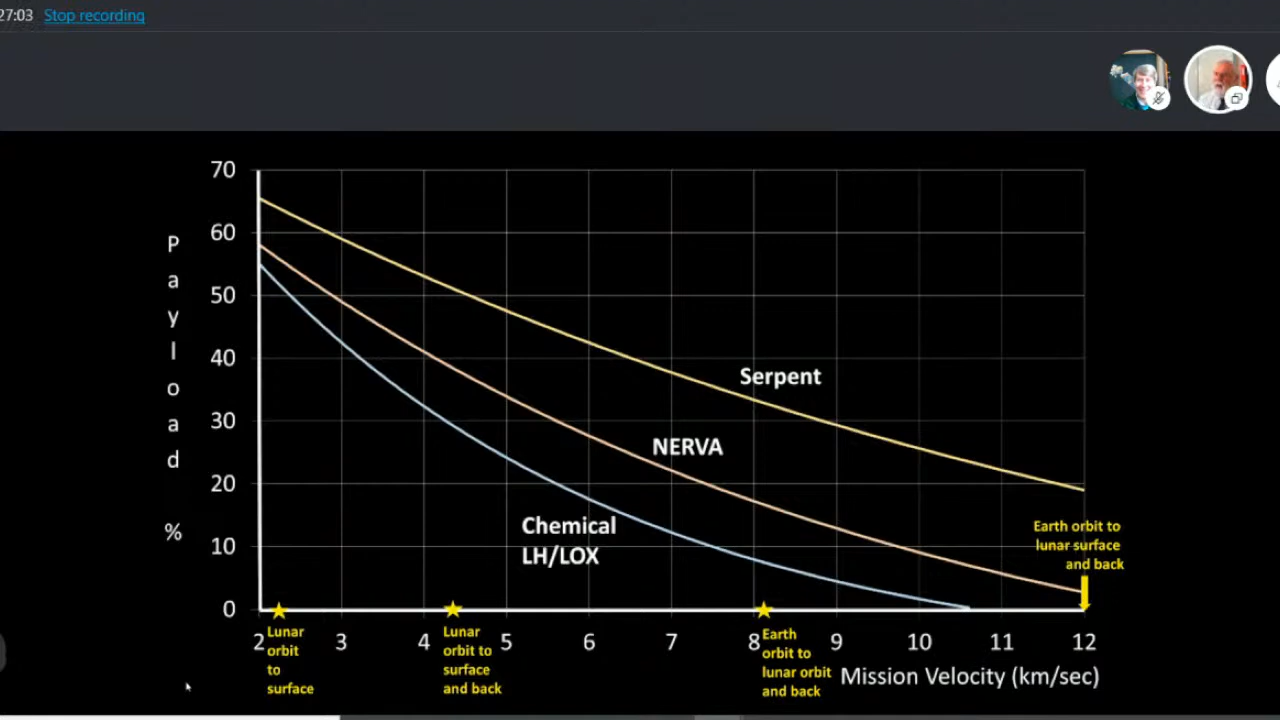 27:03 Stop recording
70
60
50
40
30
20
10
0
Payload %
Serpent
NERVA
Chemical
LH/LOX
Earth orbit to
lunar surface
and back
2 3 4 5 6 7 8 9 10 11 12
Lunar
orbit
to
surface
Lunar
orbit to
surface
and back
Earth
orbit to
lunar orbit
and back
Mission Velocity (km/sec)